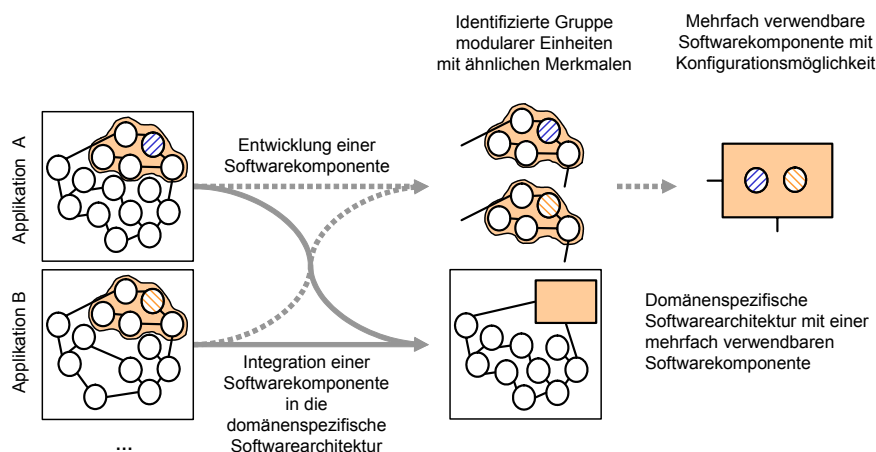 Identifizierte Gruppe
modularer Einheiten
mit ähnlichen Merkmalen
Mehrfach verwendbare
Softwarekomponente mit
Konfigurationsmöglichkeit
Applikation A
Entwicklung einer
Softwarekomponente
Applikation B
Integration einer
Softwarekomponente
in die
domänenspezifische
Softwarearchitektur
Domänenspezifische
Softwarearchitektur mit einer
mehrfach verwendbaren
Softwarekomponente
...